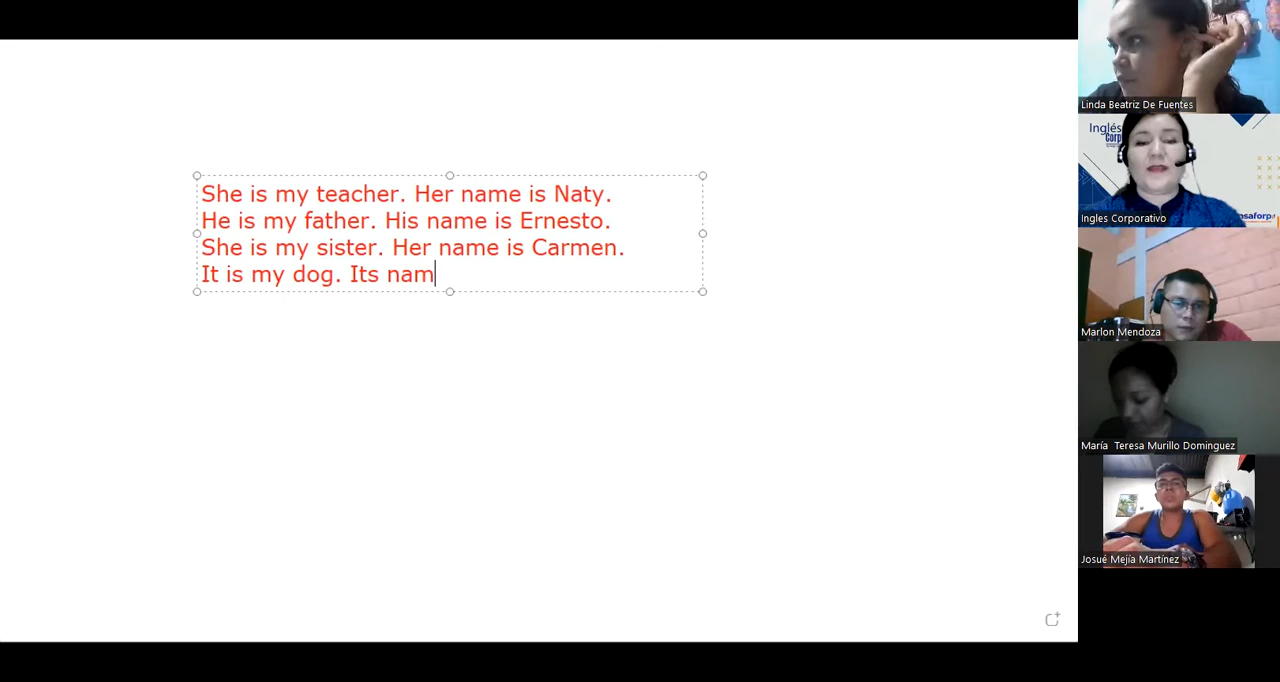 She is my teacher. Her name is Naty.
He is my father. His name is Ernesto.
She is my sister. Her name is Carmen.
It is my dog. Its nam
Linda Beatriz De Fuentes
Inglés
Corp
Ingles Corporativo
Marlon Mendoza
María Teresa Murillo Dominguez
Josué Mejía Martínez